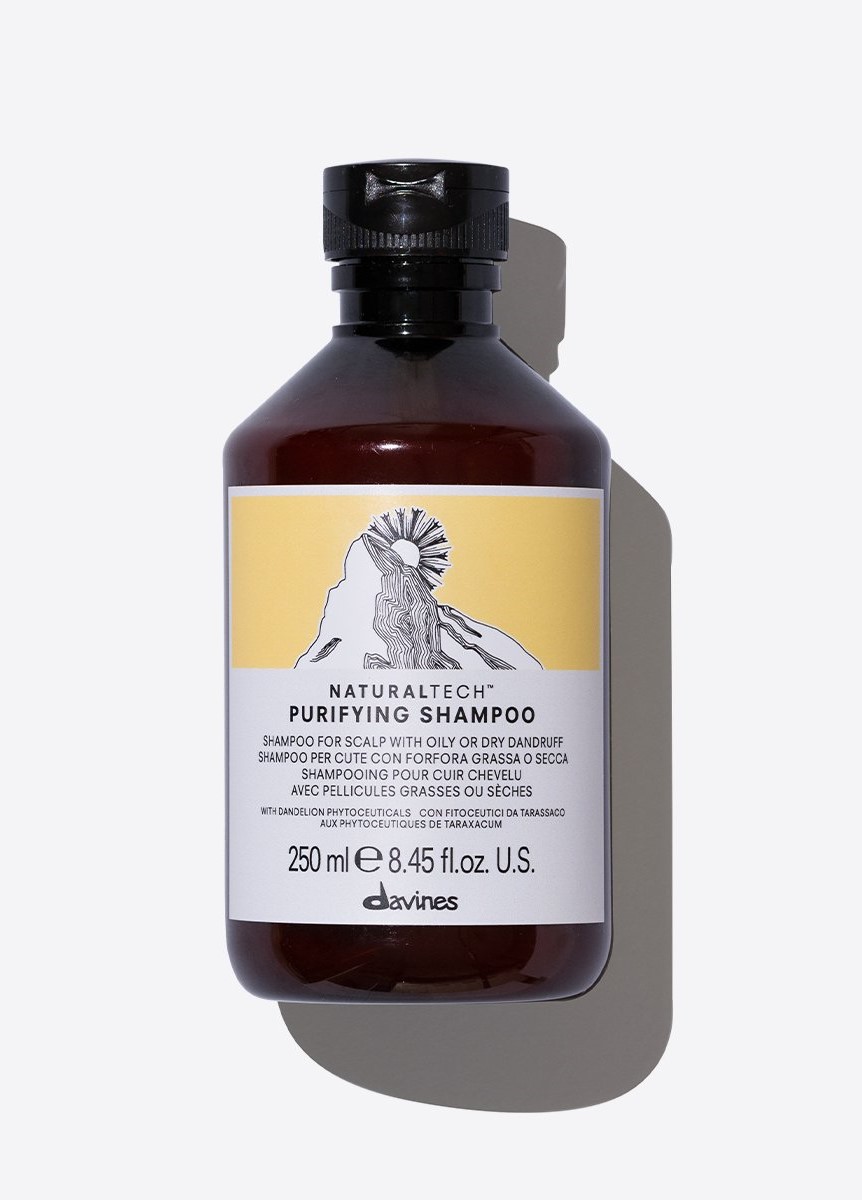 NATURALTECH™
PURIFYING SHAMPOO
SHAMPOO FOR SCALP WITH OILY OR DRY DANDRUFF
SHAMPOO PER CUTE CON FORFORA GRASSA O SECCA
SHAMPOOING POUR CUIR CHEVELU
AVEC PELLICULES GRASSES OU SÈCHES
WITH DANDELION PHYTOCEUTICALS CON FITOCEUTICI DA TARASSACO
AUX PHYTOCEUTIQUES DE TARAXACUM
250 ml ℮ 8.45 fl.oz. U.S.
davines